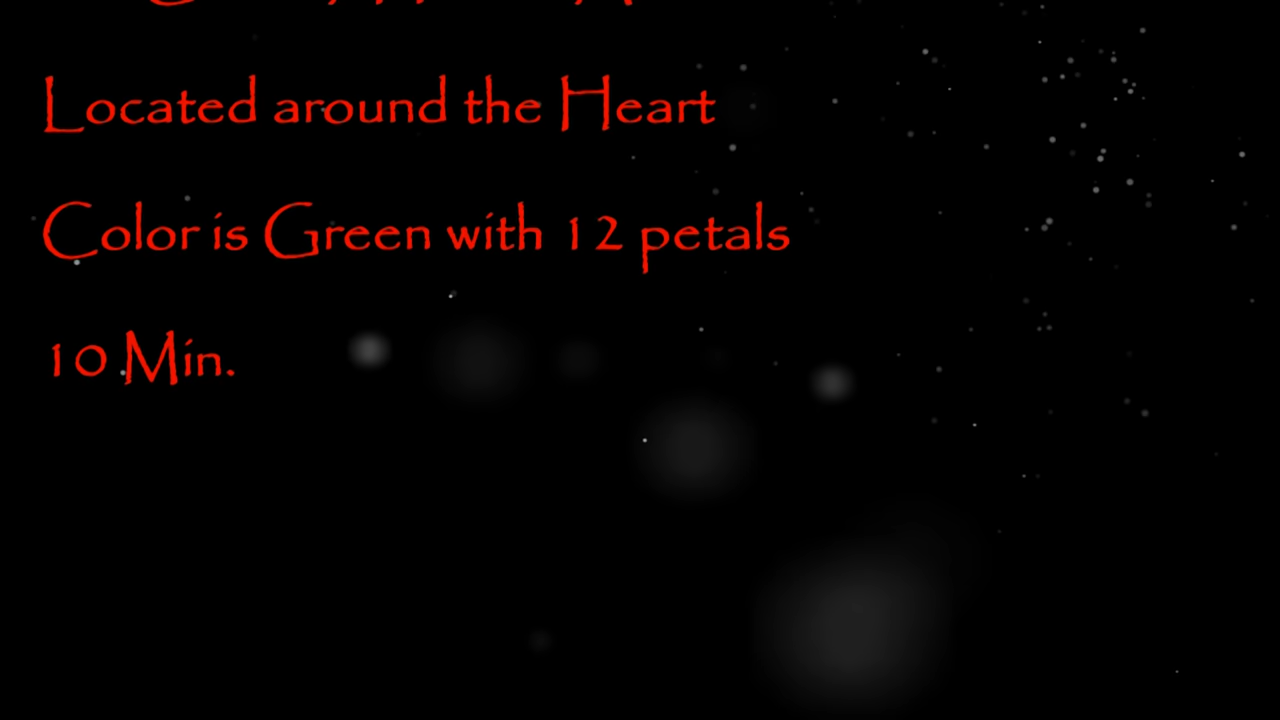 Located around the Heart
Color is Green with 12 petals
10 Min.